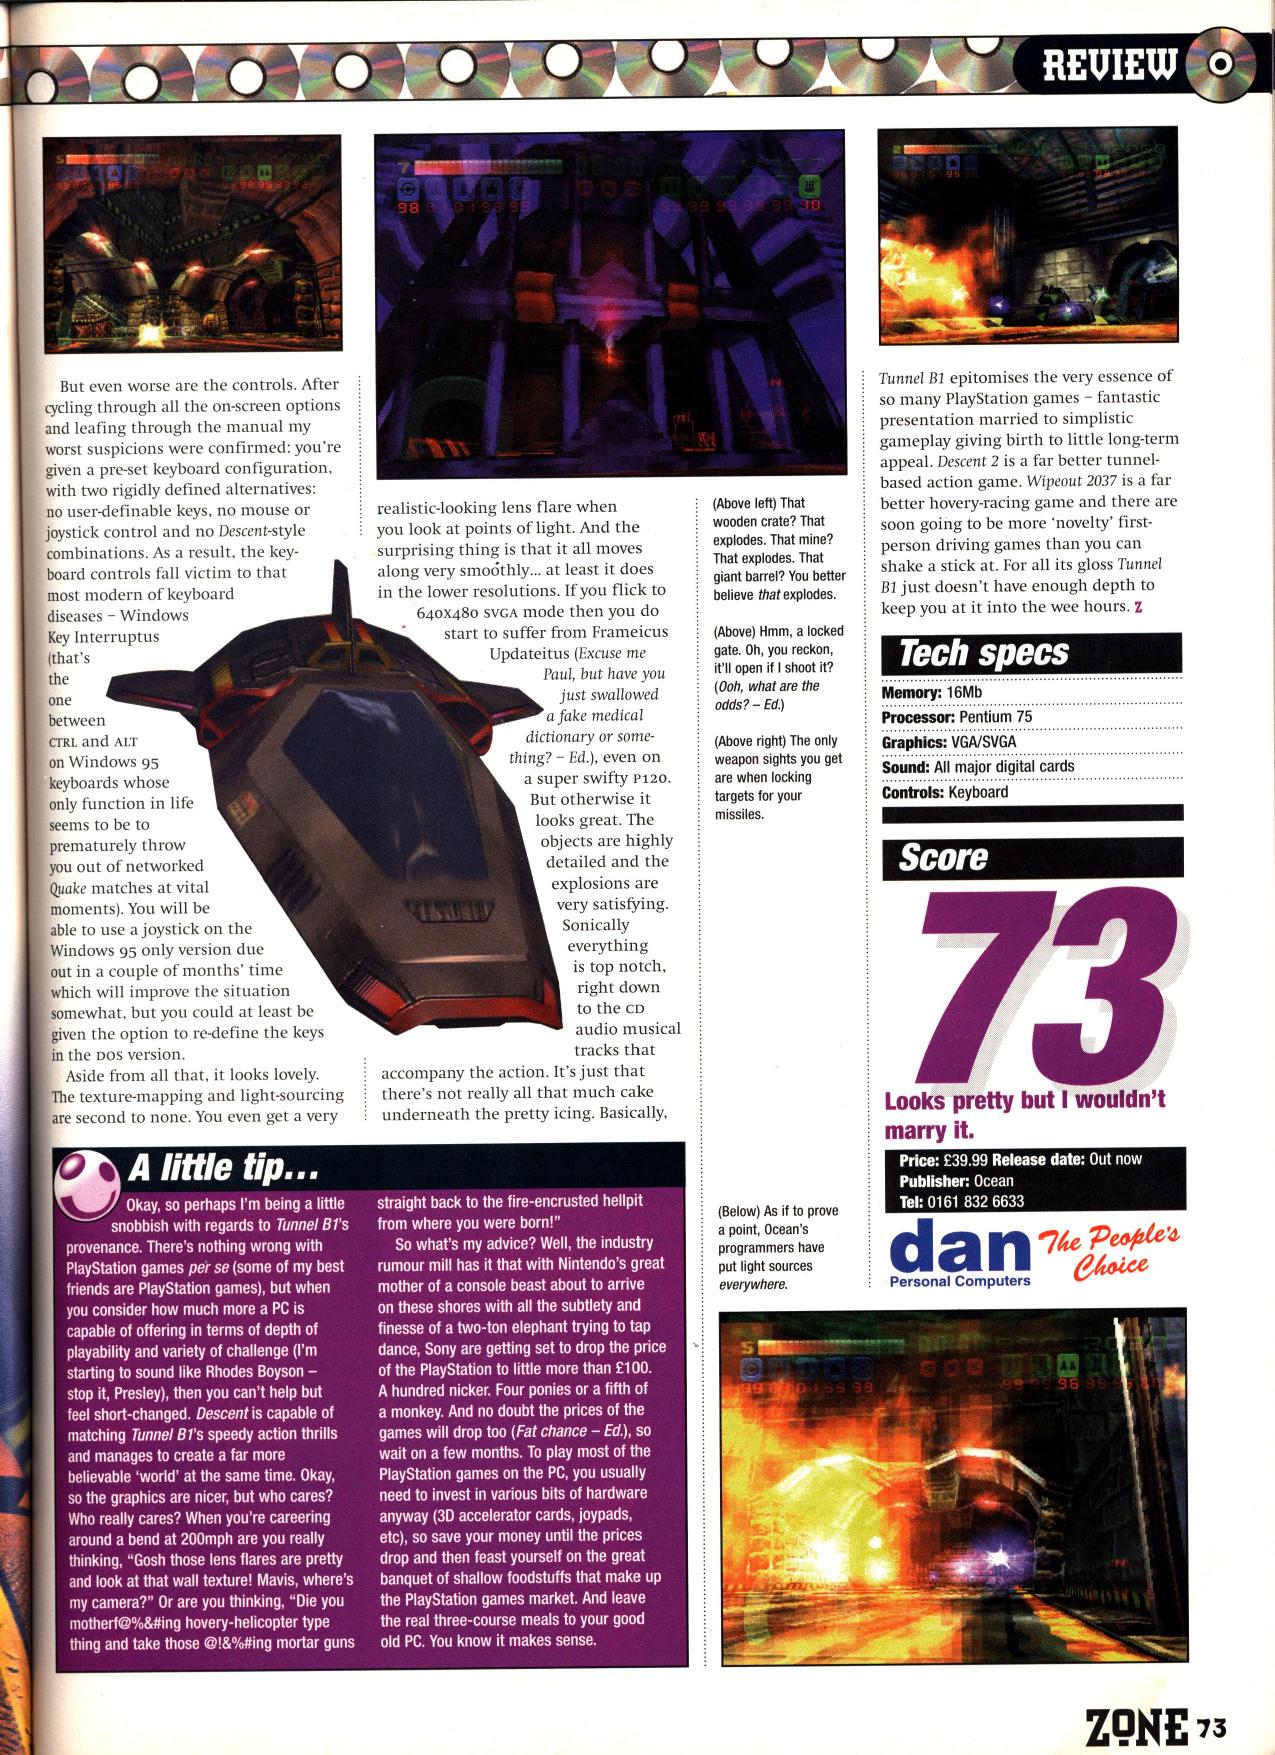 REVIEW
But even worse are the controls. After
cycling through all the on-screen options
and leafing through the manual my
worst suspicions were confirmed: you're
given a pre-set keyboard configuration,
with two rigidly defined alternatives:
no user-definable keys, no mouse or
joystick control and no Descent-style
combinations. As a result, the key-
board controls fall victim to that
most modern of keyboard
diseases – Windows
Key Interruptus
(that's
the
one
between
CTRL and ALT
on Windows 95
keyboards whose
only function in life
seems to be to
prematurely throw
you out of networked
Quake matches at vital
moments). You will be
able to use a joystick on the
Windows 95 only version due
out in a couple of months' time
which will improve the situation
somewhat, but you could at least be
given the option to re-define the keys
in the DOS version.
Aside from all that, it looks lovely.
The texture-mapping and light-sourcing
are second to none. You even get a very
realistic-looking lens flare when
you look at points of light. And the
surprising thing is that it all moves
along very smoothly... at least it does
in the lower resolutions. If you flick to
640x480 SVGA mode then you do
start to suffer from Frameicus
Updateitus (Excuse me
Paul, but have you
just swallowed
a fake medical
dictionary or some-
thing? – Ed.), even on
a super swifty P120.
But otherwise it
looks great. The
objects are highly
detailed and the
explosions are
very satisfying.
Sonically
everything
is top notch,
right down
to the CD
audio musical
tracks that
accompany the action. It's just that
there's not really all that much cake
underneath the pretty icing. Basically,
(Above left) That
wooden crate? That
explodes. That mine?
That explodes. That
giant barrel? You better
believe that explodes.
(Above) Hmm, a locked
gate. Oh, you reckon,
it'll open if I shoot it?
(Ooh, what are the
odds? – Ed.)
(Above right) The only
weapon sights you get
are when locking
targets for your
missiles.
(Below) As if to prove
a point, Ocean's
programmers have
put light sources
everywhere.
Tunnel B1 epitomises the very essence of
so many PlayStation games – fantastic
presentation married to simplistic
gameplay giving birth to little long-term
appeal. Descent 2 is a far better tunnel-
based action game. Wipeout 2037 is a far
better hovery-racing game and there are
soon going to be more 'novelty' first-
person driving games than you can
shake a stick at. For all its gloss Tunnel
B1 just doesn't have enough depth to
keep you at it into the wee hours. Z
Tech specs
Memory: 16Mb
Processor: Pentium 75
Graphics: VGA/SVGA
Sound: All major digital cards
Controls: Keyboard
Score
73
Looks pretty but I wouldn't
marry it.
Price: £39.99 Release date: Out now
Publisher: Ocean
Tel: 0161 832 6633
dan
Personal Computers
The People's
Choice
A little tip...
Okay, so perhaps I'm being a little
snobbish with regards to Tunnel B1's
provenance. There's nothing wrong with
PlayStation games per se (some of my best
friends are PlayStation games), but when
you consider how much more a PC is
capable of offering in terms of depth of
playability and variety of challenge (I'm
starting to sound like Rhodes Boyson –
stop it, Presley), then you can't help but
feel short-changed. Descent is capable of
matching Tunnel B1's speedy action thrills
and manages to create a far more
believable 'world' at the same time. Okay,
so the graphics are nicer, but who cares?
Who really cares? When you're careering
around a bend at 200mph are you really
thinking, "Gosh those lens flares are pretty
and look at that wall texture! Mavis, where's
my camera?" Or are you thinking, "Die you
motherf@%&#ing hovery-helicopter type
thing and take those @!&%#ing mortar guns
straight back to the fire-encrusted hellpit
from where you were born!"
So what's my advice? Well, the industry
rumour mill has it that with Nintendo's great
mother of a console beast about to arrive
on these shores with all the subtlety and
finesse of a two-ton elephant trying to tap
dance, Sony are getting set to drop the price
of the PlayStation to little more than £100.
A hundred nicker. Four ponies or a fifth of
a monkey. And no doubt the prices of the
games will drop too (Fat chance – Ed.), so
wait on a few months. To play most of the
PlayStation games on the PC, you usually
need to invest in various bits of hardware
anyway (3D accelerator cards, joypads,
etc), so save your money until the prices
drop and then feast yourself on the great
banquet of shallow foodstuffs that make up
the PlayStation games market. And leave
the real three-course meals to your good
old PC. You know it makes sense.
ZONE 73